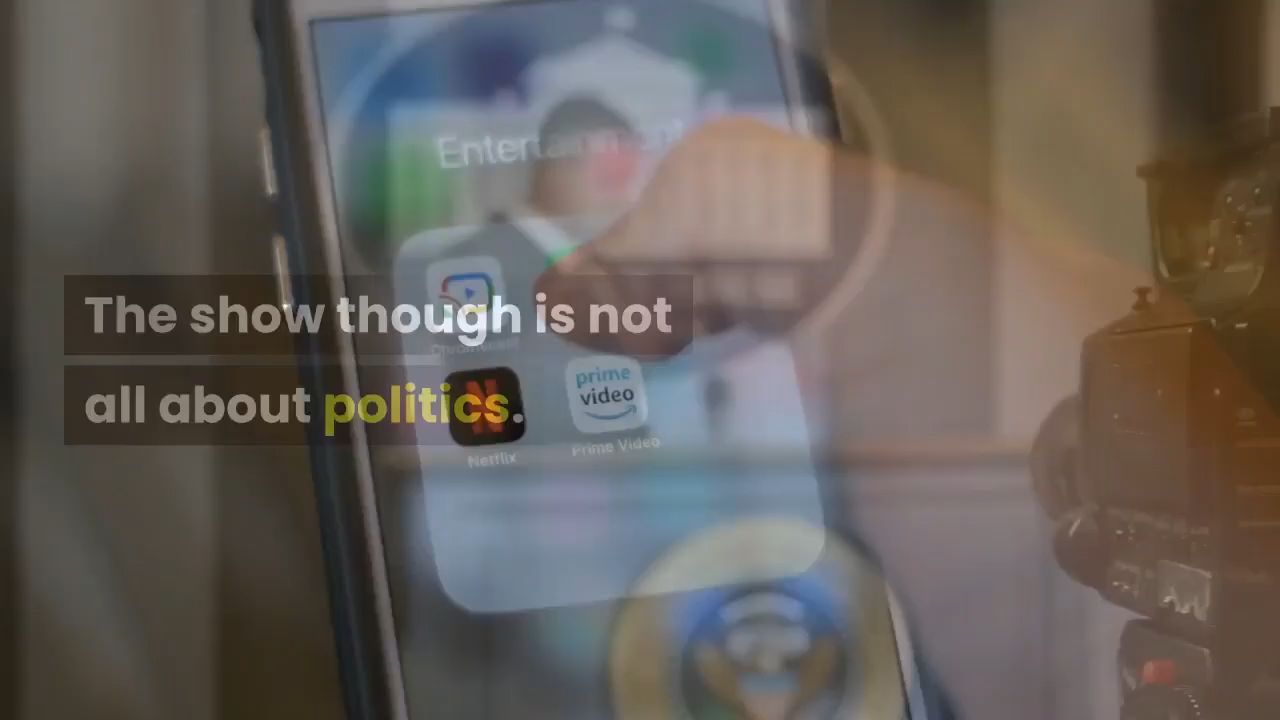 Entertainment
The show though is not
all about politics.
N
prime
video
Netflix
Prime Video